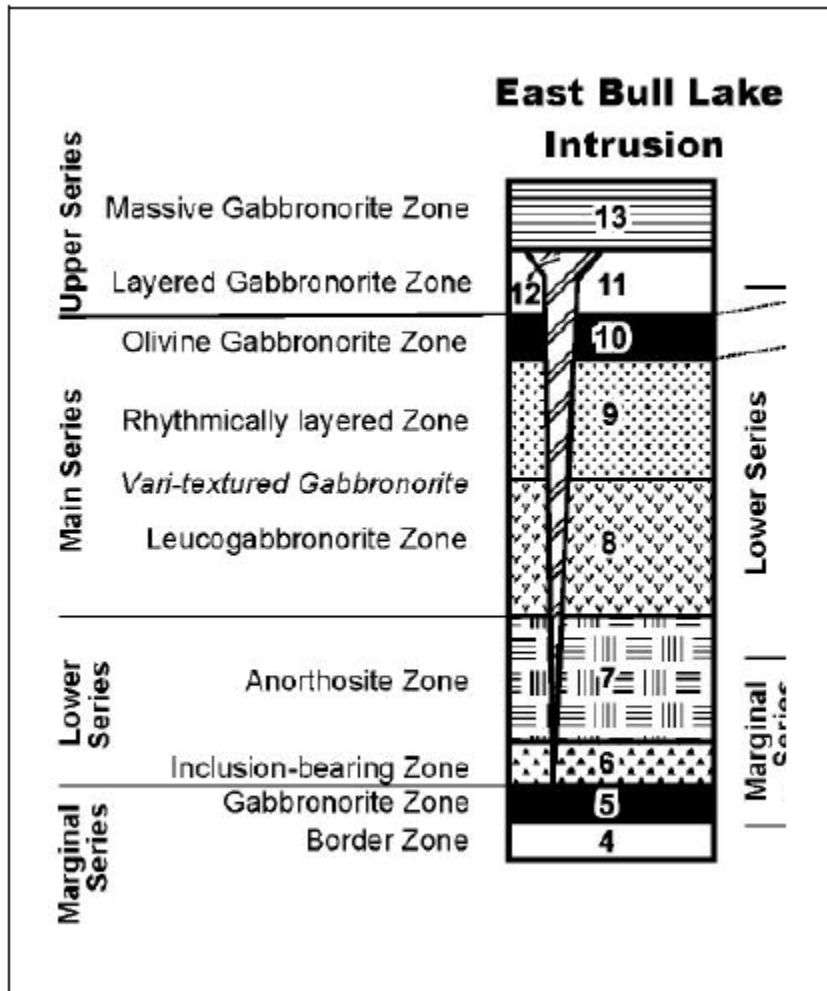 East Bull Lake
Intrusion
Upper Series
Massive Gabbronorite Zone
13
Layered Gabbronorite Zone
12
11
Main Series
Olivine Gabbronorite Zone
10
Rhythmically layered Zone
9
Vari-textured Gabbronorite
Leucogabbronorite Zone
8
Lower Series
Lower
Series
Anorthosite Zone
7
Inclusion-bearing Zone
6
Marginal
Series
Marginal
Series
Gabbronorite Zone
5
Border Zone
4